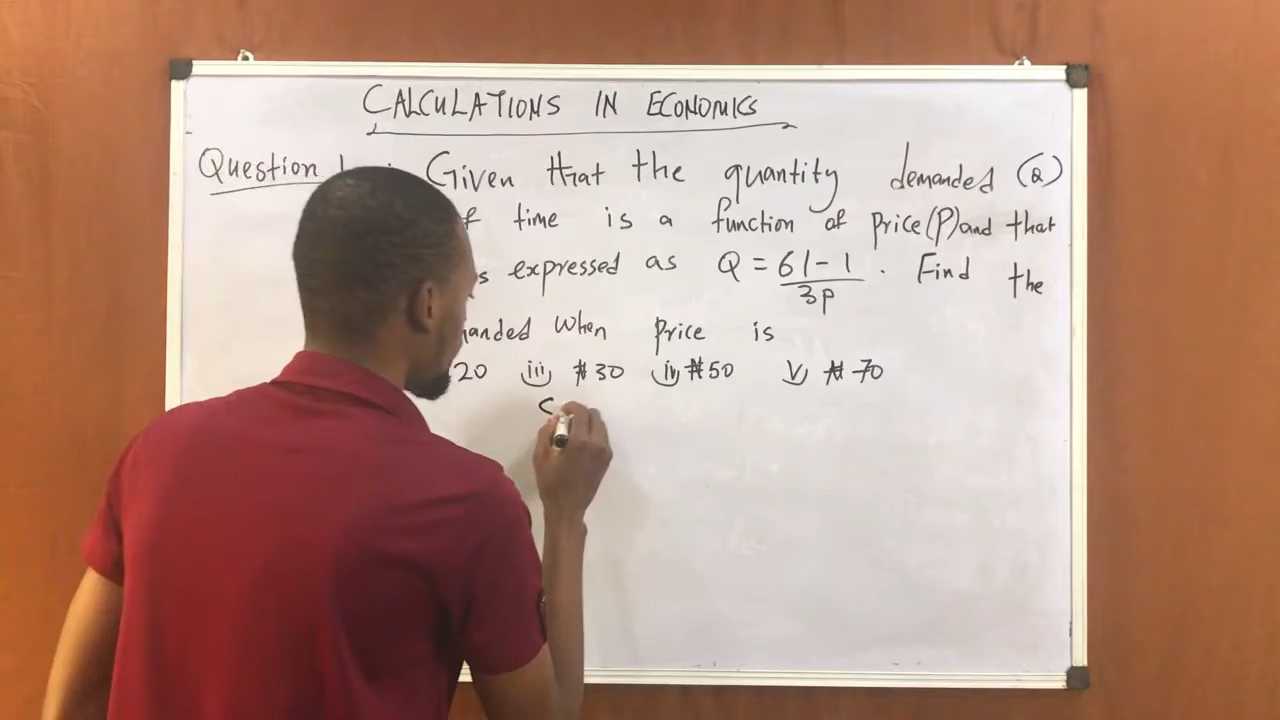 CALCULATIONS IN ECONOMICS
Question Given that the quantity demanded (Q)
time is a function of price (P) and that
expressed as Q = 61-1/3P . Find the
when price is
20 iii) ₦30 iv) ₦50 v) ₦70